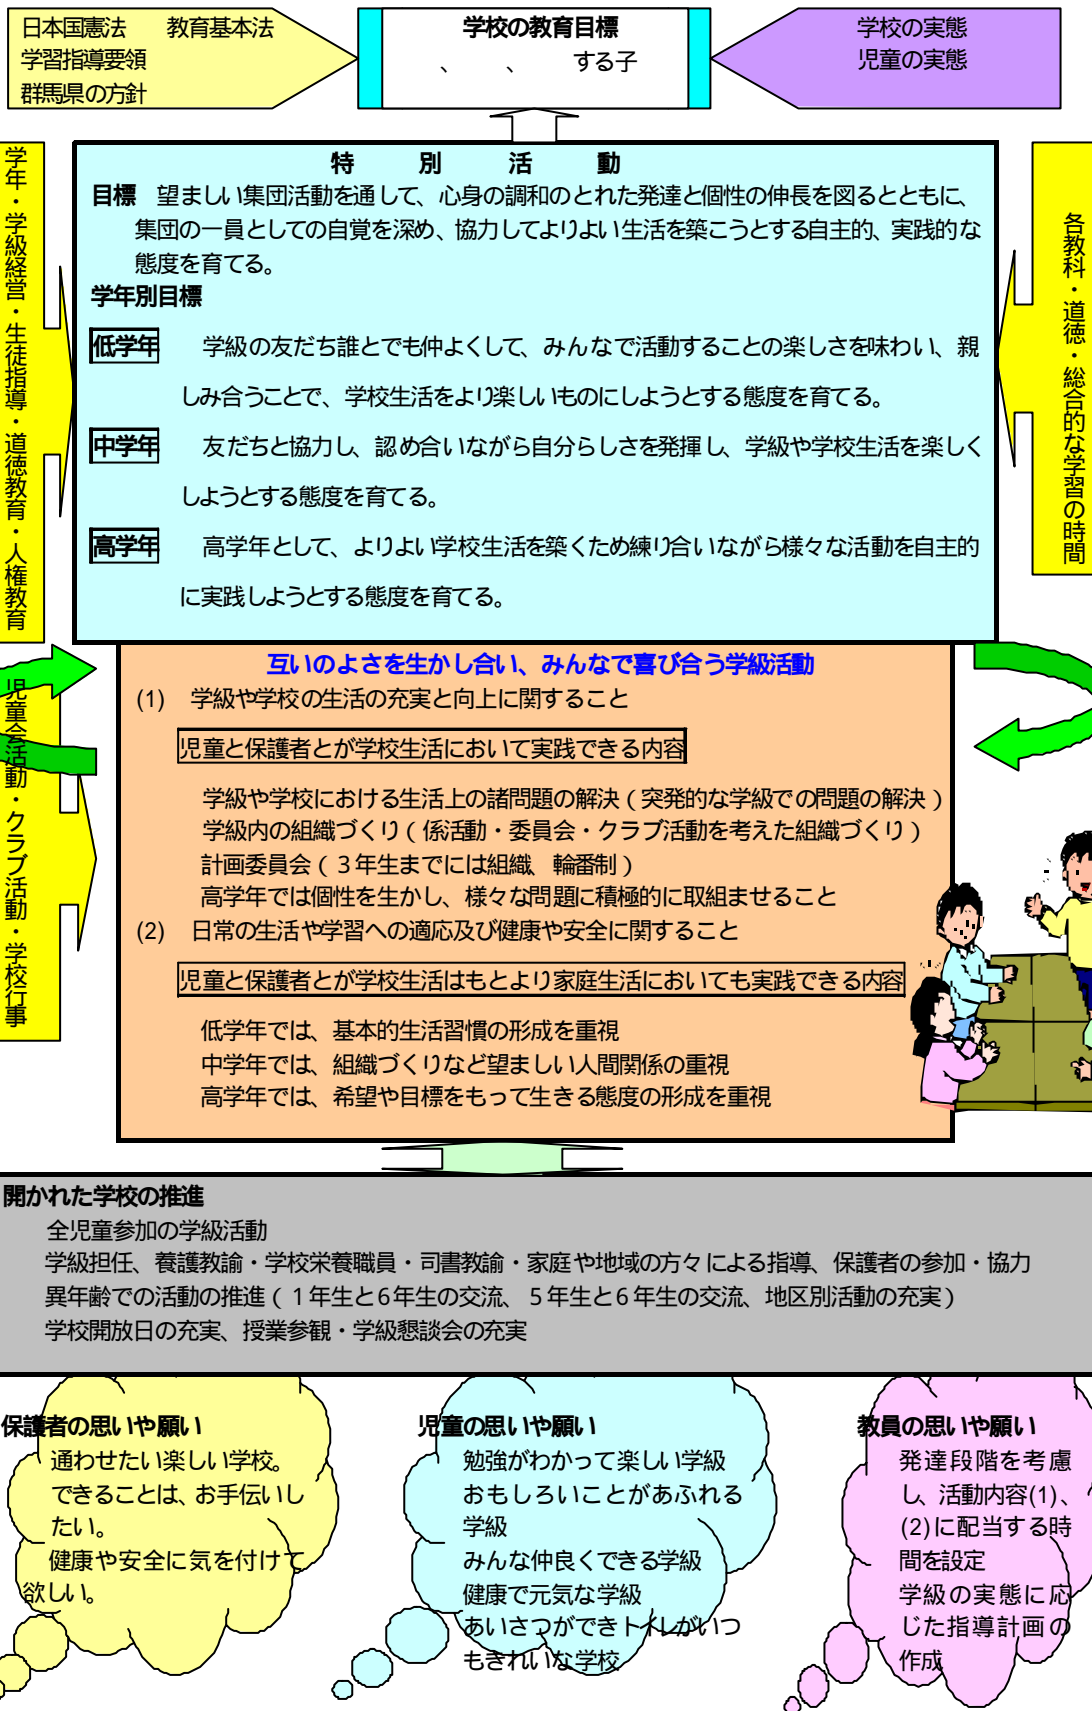 日本国憲法　教育基本法
学習指導要領
群馬県の方針
学校の教育目標
、　、　する子
学校の実態
児童の実態
学年・学級経営・生徒指導・道徳教育・人権教育
特　別　活　動
目標　望ましい集団活動を通して、心身の調和のとれた発達と個性の伸長を図るとともに、
集団の一員としての自覚を深め、協力してよりよい生活を築こうとする自主的、実践的な
態度を育てる。
学年別目標
低学年　学級の友だち誰とでも仲よくして、みんなで活動することの楽しさを味わい、親
しみ合うことで、学校生活をより楽しいものにしようとする態度を育てる。
中学年　友だちと協力し、認め合いながら自分らしさを発揮し、学級や学校生活を楽しく
しようとする態度を育てる。
高学年　高学年として、よりよい学校生活を築くため練り合いながら様々な活動を自主的
に実践しようとする態度を育てる。
各教科・道徳・総合的な学習の時間
児童会活動・クラブ活動・学校行事
互いのよさを生かし合い、みんなで喜び合う学級活動
(1)　学級や学校の生活の充実と向上に関すること
児童と保護者とが学校生活において実践できる内容
学級や学校における生活上の諸問題の解決（突発的な学級での問題の解決）
学級内の組織づくり（係活動・委員会・クラブ活動を考えた組織づくり）
計画委員会（３年生までには組織、輪番制）
高学年では個性を生かし、様々な問題に積極的に取組ませること
(2)　日常の生活や学習への適応及び健康や安全に関すること
児童と保護者とが学校生活はもとより家庭生活においても実践できる内容
低学年では、基本的生活習慣の形成を重視
中学年では、組織づくりなど望ましい人間関係の重視
高学年では、希望や目標をもって生きる態度の形成を重視
開かれた学校の推進
全児童参加の学級活動
学級担任、養護教諭・学校栄養職員・司書教諭・家庭や地域の方々による指導、保護者の参加・協力
異年齢での活動の推進（１年生と６年生の交流、５年生と６年生の交流、地区別活動の充実）
学校開放日の充実、授業参観・学級懇談会の充実
保護者の思いや願い
通わせたい楽しい学校。
できることは、お手伝いし
たい。
健康や安全に気を付けて
欲しい。
児童の思いや願い
勉強がわかって楽しい学級
おもしろいことがあふれる
学級
みんな仲良くできる学級
健康で元気な学級
あいさつができトイレがいつ
もきれいな学校
教員の思いや願い
発達段階を考慮
し、活動内容(1)、
(2)に配当する時
間を設定
学級の実態に応
じた指導計画の
作成